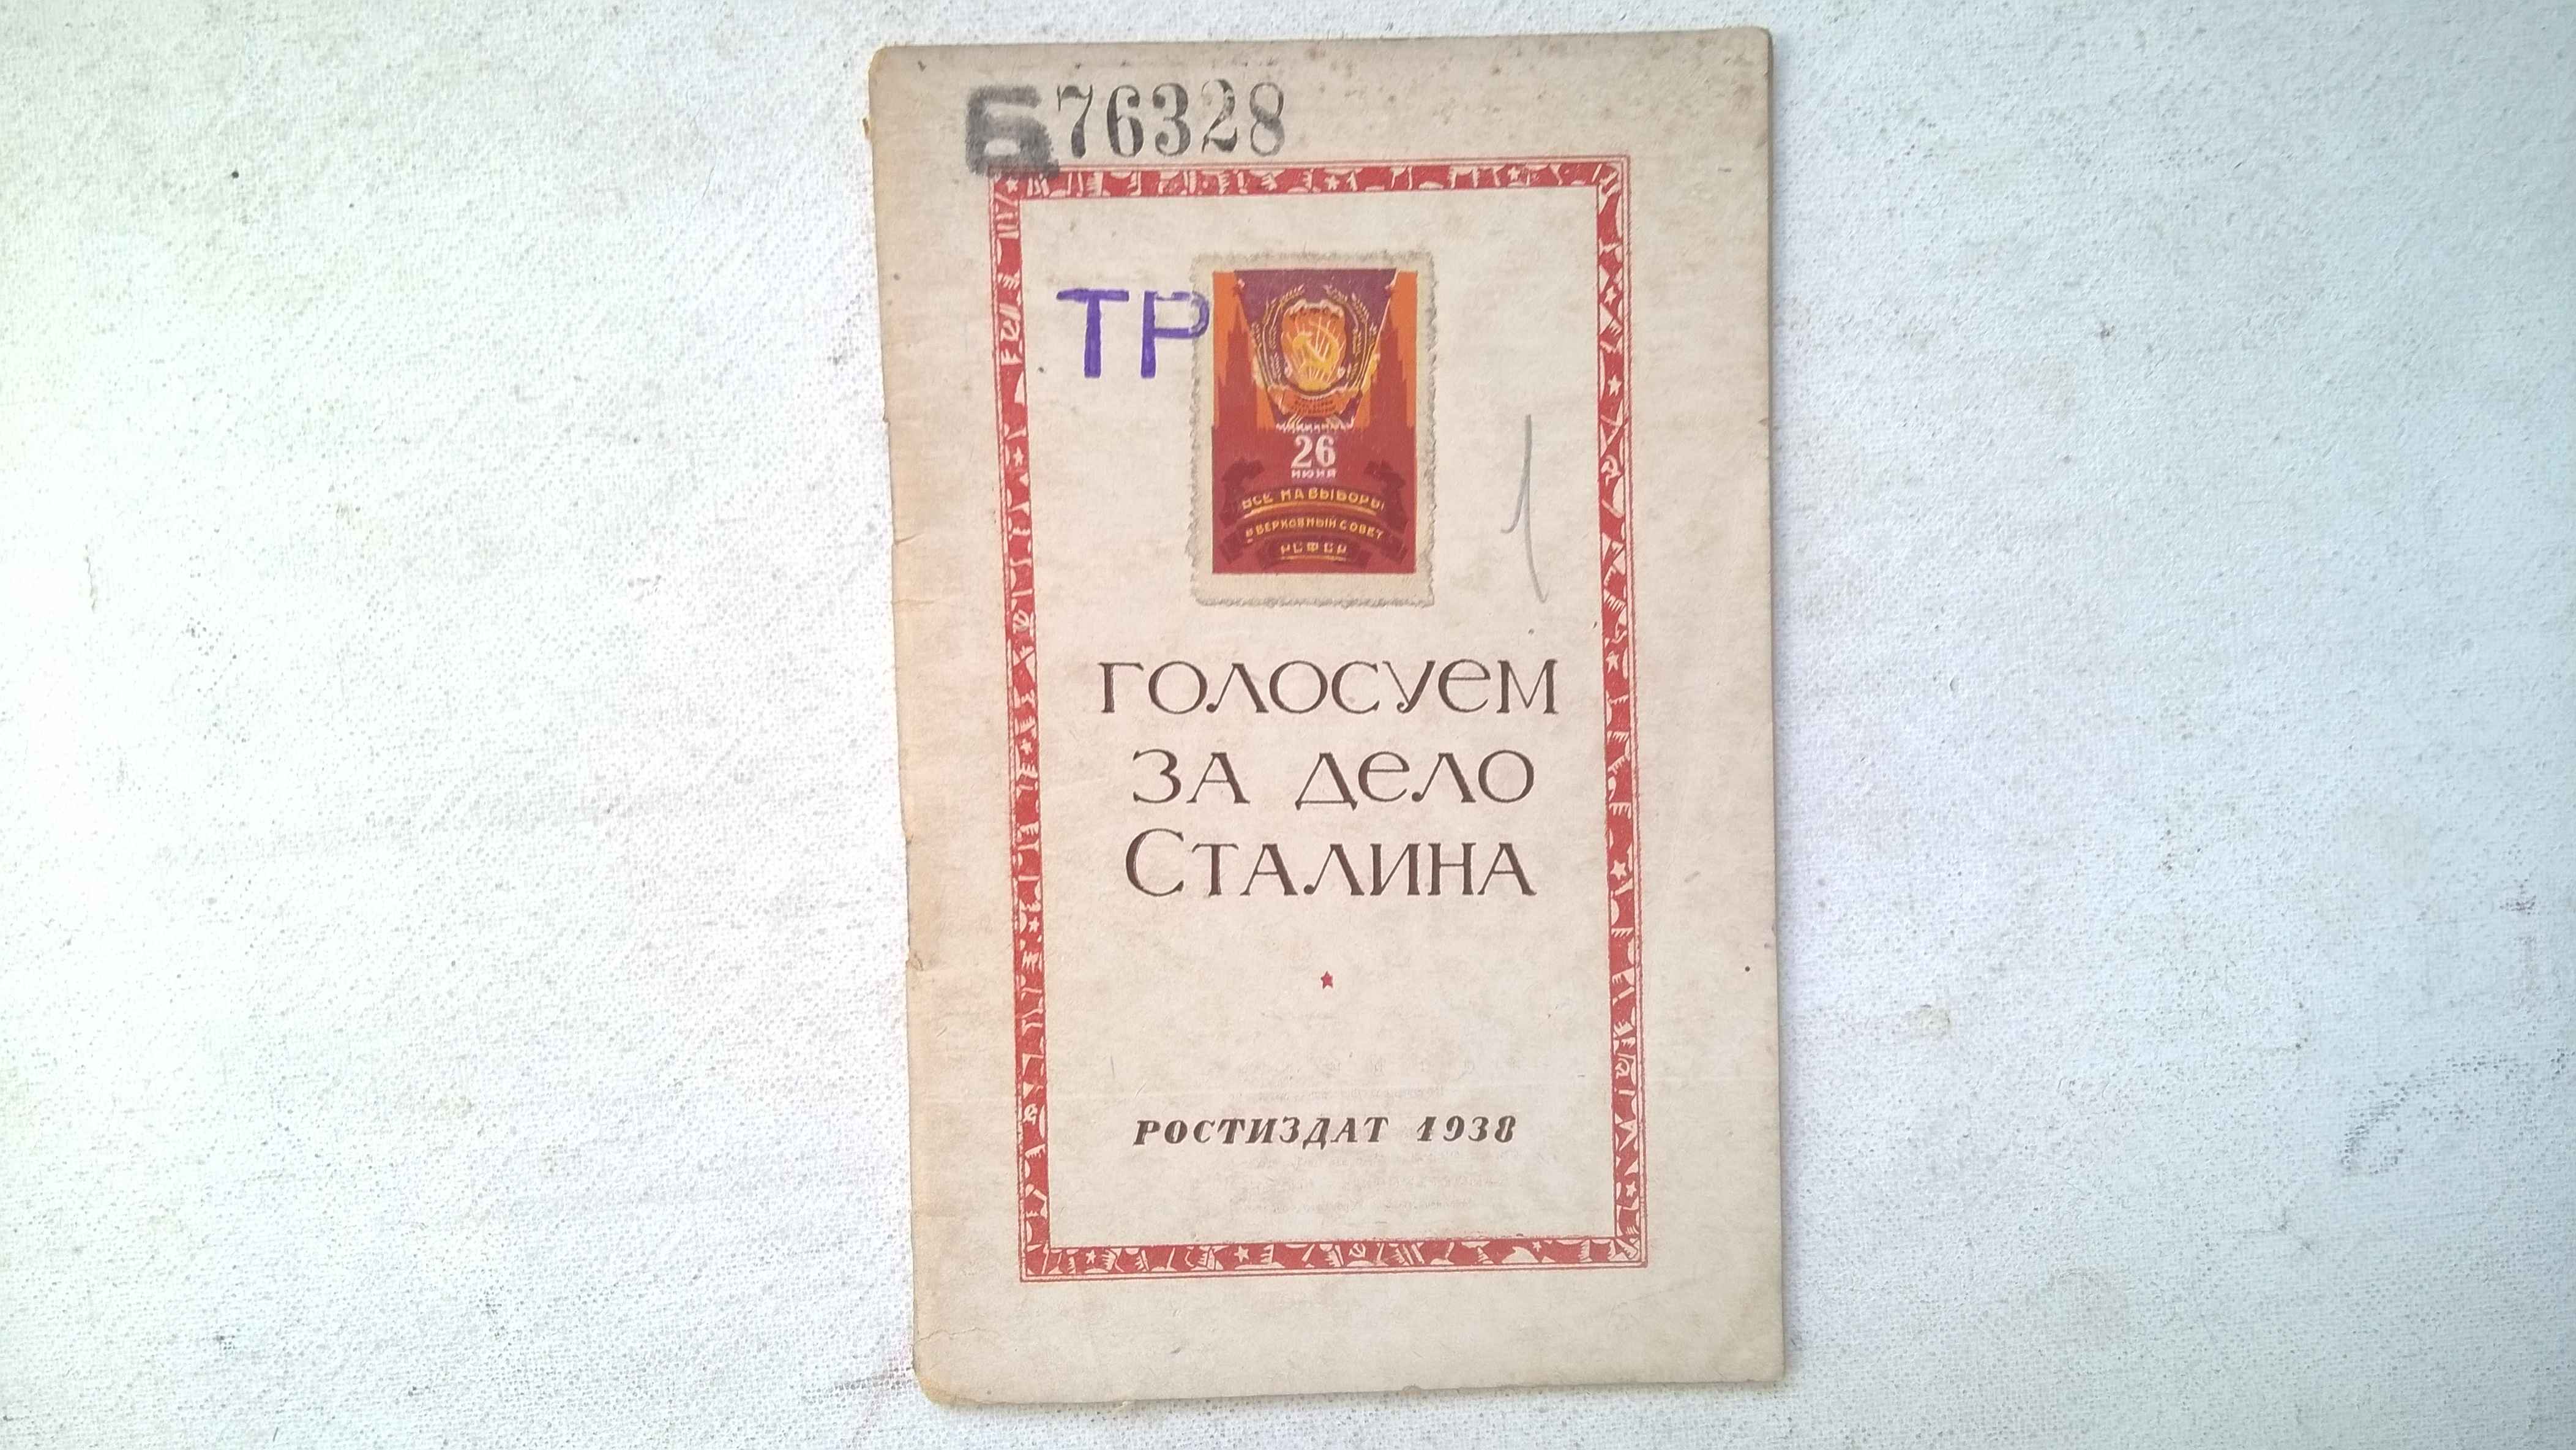 Б76328
ТР
26
ИЮНЯ
ВСЕ НА ВЫБОРЫ
В ВЕРХОВНЫЙ СОВЕТ
РСФСР
1
ГОЛОСУЕМ
ЗА ДЕЛО
СТАЛИНА
РОСТИЗДАТ 1938